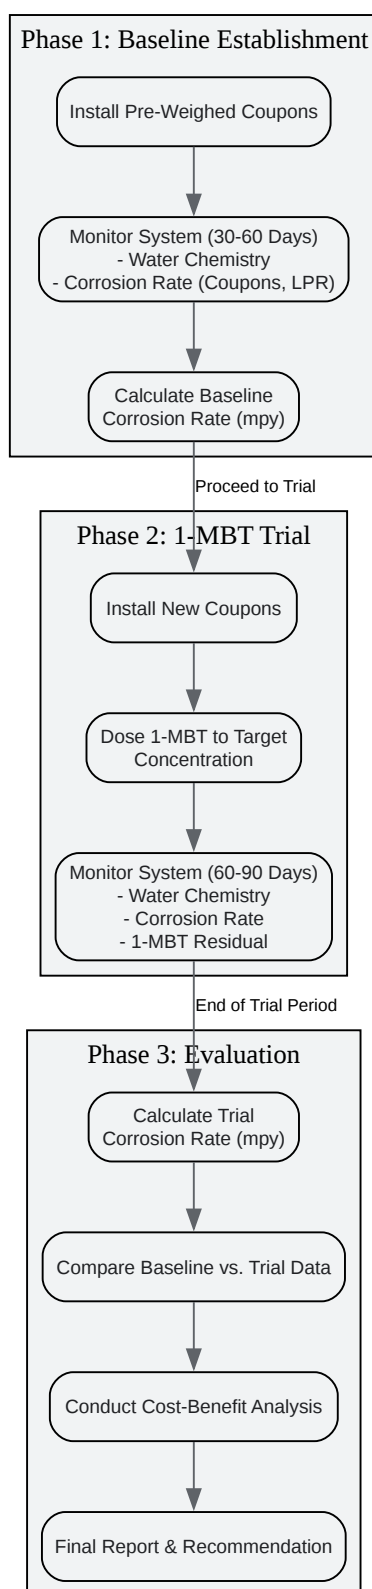 Phase 1: Baseline Establishment
Install Pre-Weighed Coupons
Monitor System (30-60 Days)
- Water Chemistry
- Corrosion Rate (Coupons, LPR)
Calculate Baseline
Corrosion Rate (mpy)
Proceed to Trial
Phase 2: 1-MBT Trial
Install New Coupons
Dose 1-MBT to Target
Concentration
Monitor System (60-90 Days)
- Water Chemistry
- Corrosion Rate
- 1-MBT Residual
End of Trial Period
Phase 3: Evaluation
Calculate Trial
Corrosion Rate (mpy)
Compare Baseline vs. Trial Data
Conduct Cost-Benefit Analysis
Final Report & Recommendation